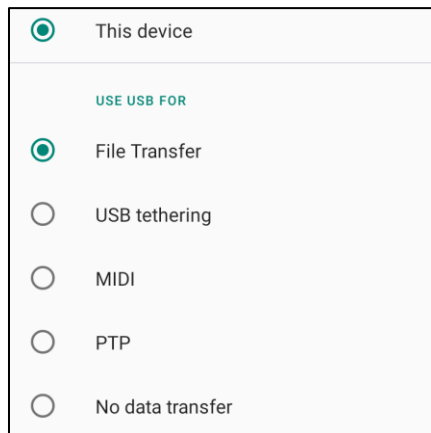 This device
USE USB FOR
File Transfer
USB tethering
MIDI
PTP
No data transfer